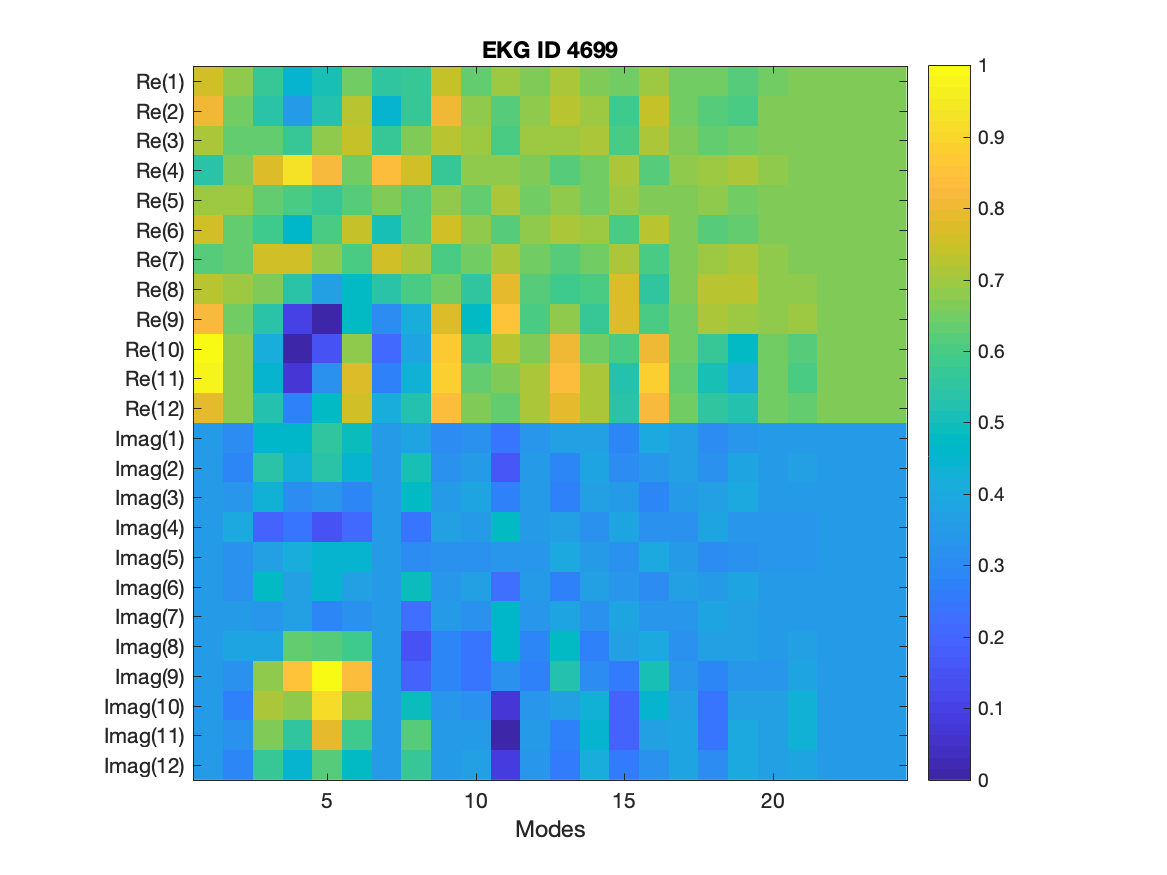 EKG ID 4699
Re(1)
Re(2)
Re(3)
Re(4)
Re(5)
Re(6)
Re(7)
Re(8)
Re(9)
Re(10)
Re(11)
Re(12)
Imag(1)
Imag(2)
Imag(3)
Imag(4)
Imag(5)
Imag(6)
Imag(7)
Imag(8)
Imag(9)
Imag(10)
Imag(11)
Imag(12)
5 10 15 20
Modes
1
0.9
0.8
0.7
0.6
0.5
0.4
0.3
0.2
0.1
0